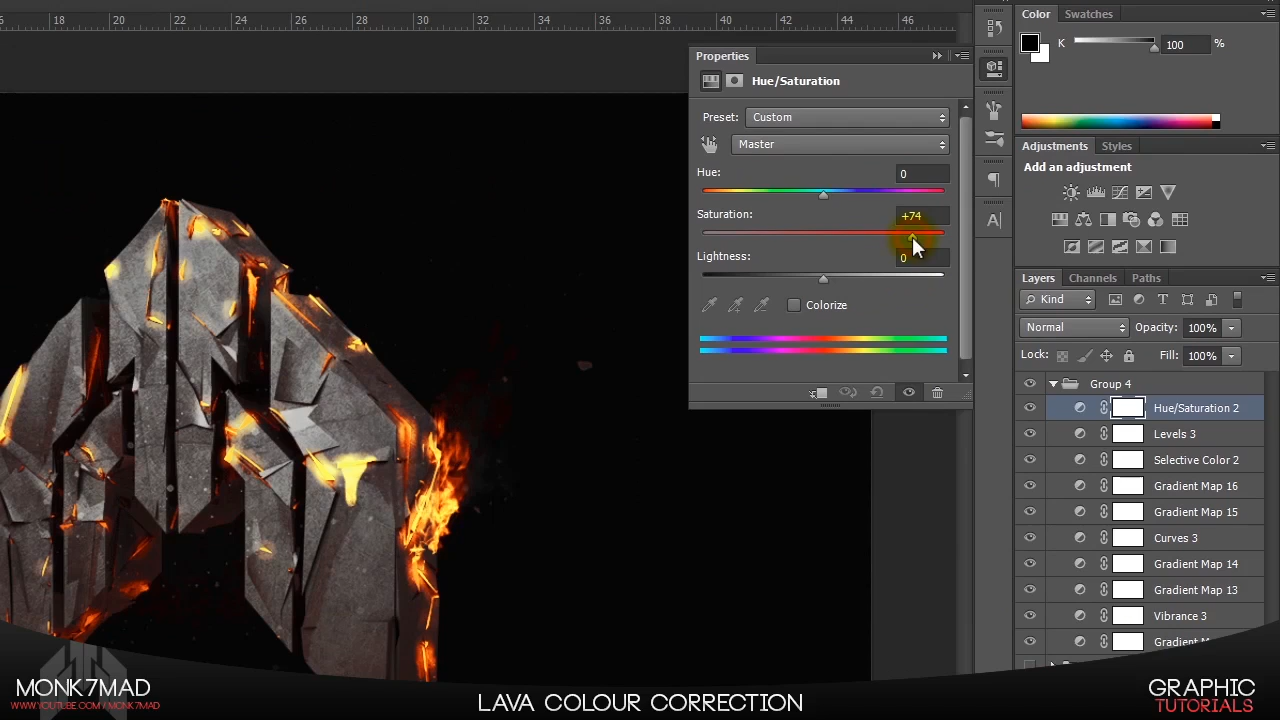 18 20 22 24 26 28 30 32 34 36 38 40 42 44 46
Color Swatches
K 100 %
Properties
Hue/Saturation
Preset: Custom
Master
Hue: 0
Saturation: +74
Lightness: 0
Colorize
Adjustments Styles
Add an adjustment
Layers Channels Paths
Kind
Normal Opacity: 100%
Lock: Fill: 100%
Group 4
Hue/Saturation 2
Levels 3
Selective Color 2
Gradient Map 16
Gradient Map 15
Curves 3
Gradient Map 14
Gradient Map 13
Vibrance 3
Gradient
MONK7MAD
WWW.YOUTUBE.COM / MONK7MAD
LAVA COLOUR CORRECTION
GRAPHIC
TUTORIALS